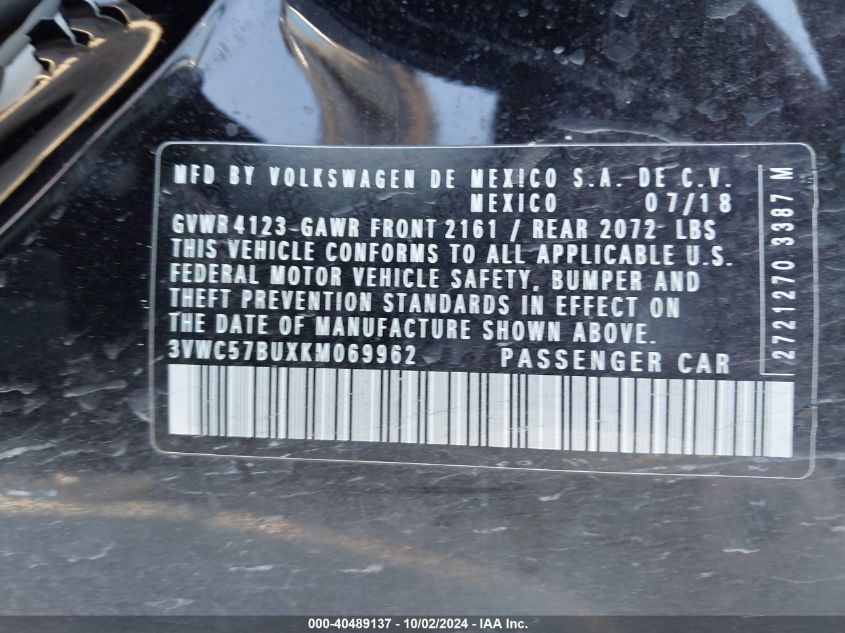 MFD BY VOLKSWAGEN DE MEXICO S.A. DE C.V.
MEXICO 07/18
GVWR 4123-GAWR FRONT 2161 / REAR 2072 LBS
THIS VEHICLE CONFORMS TO ALL APPLICABLE U.S.
FEDERAL MOTOR VEHICLE SAFETY, BUMPER AND
THEFT PREVENTION STANDARDS IN EFFECT ON
THE DATE OF MANUFACTURE SHOWN ABOVE.
3VWC57BUXKM069962 PASSENGER CAR
2721270 3387 M
000-40489137 - 10/02/2024 - IAA Inc.